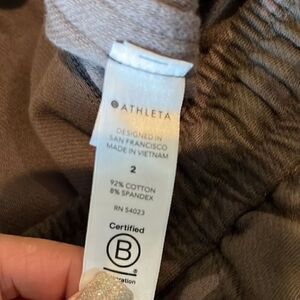 ATHLETA
DESIGNED IN
SAN FRANCISCO
MADE IN VIETNAM
2
92% COTTON
8% SPANDEX
RN 54023
Certified
B
®